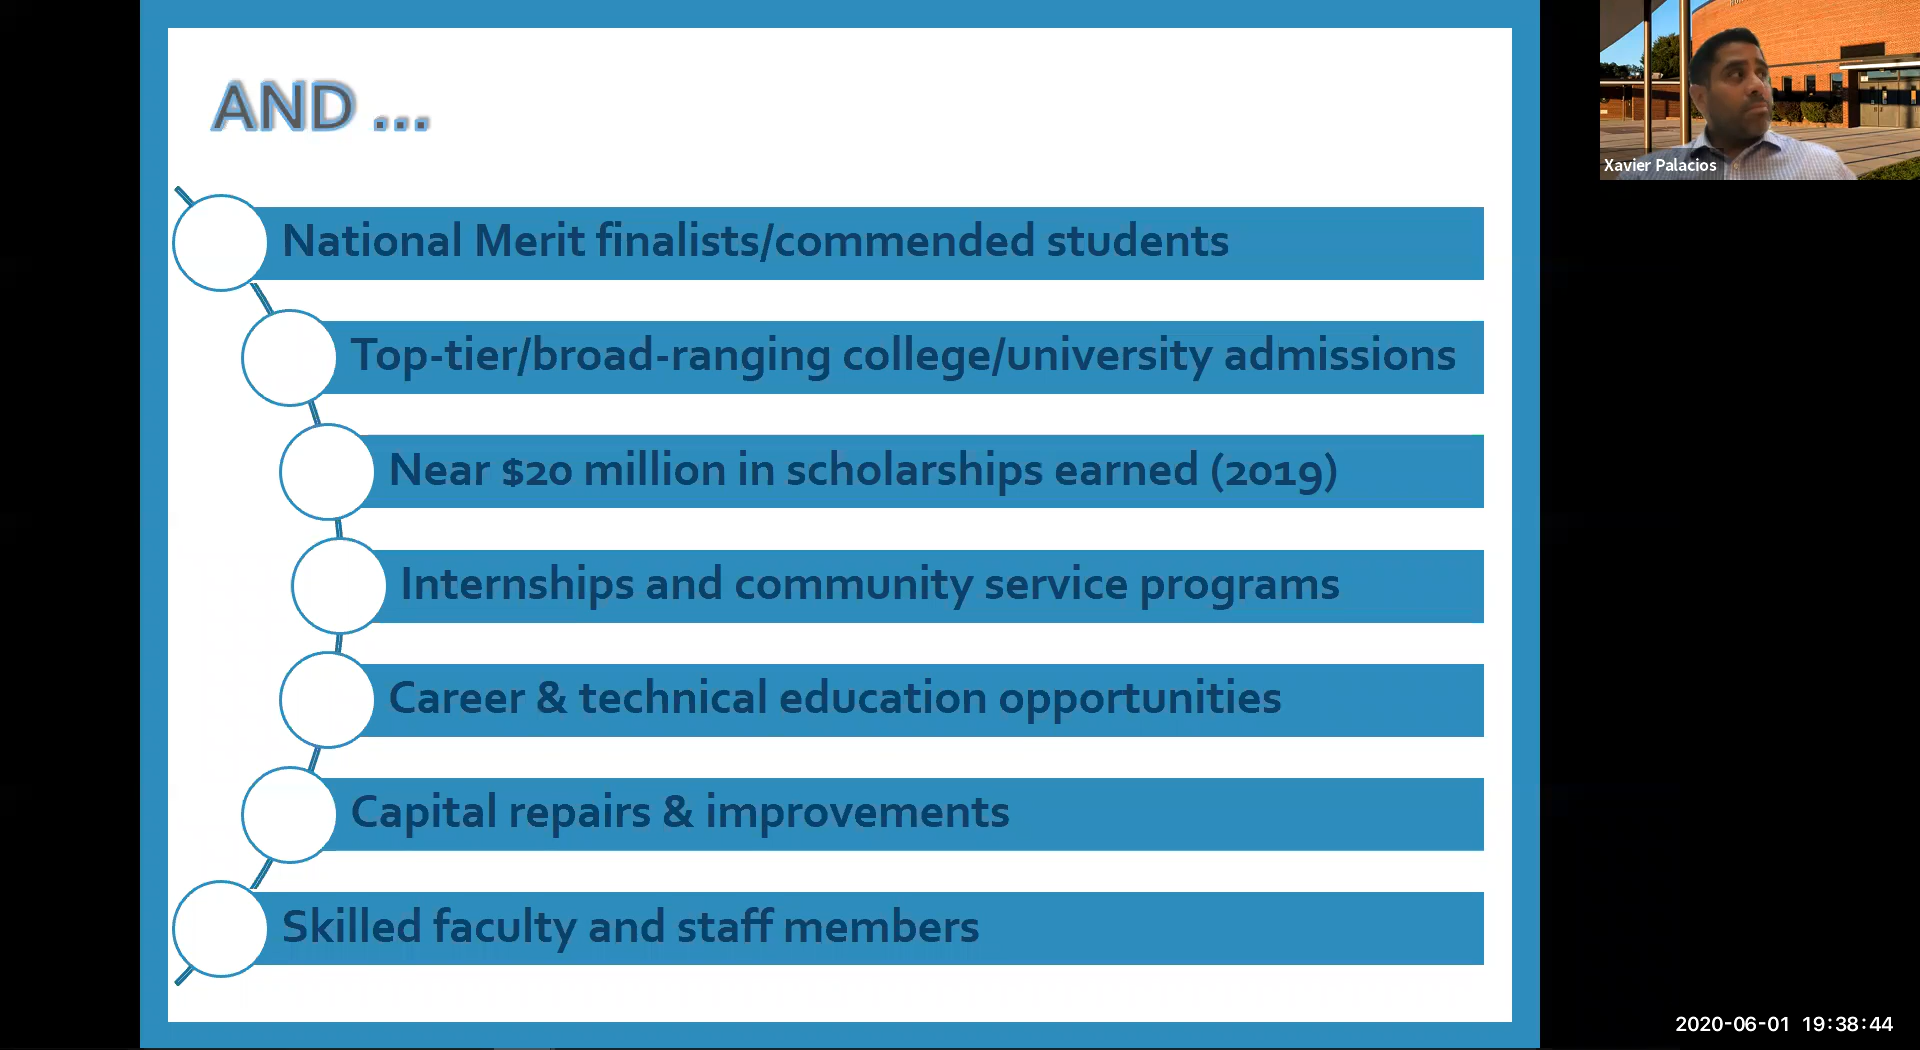 AND ...
National Merit finalists/commended students
Top-tier/broad-ranging college/university admissions
Near $20 million in scholarships earned (2019)
Internships and community service programs
Career & technical education opportunities
Capital repairs & improvements
Skilled faculty and staff members
Xavier Palacios
2020-06-01 19:38:44